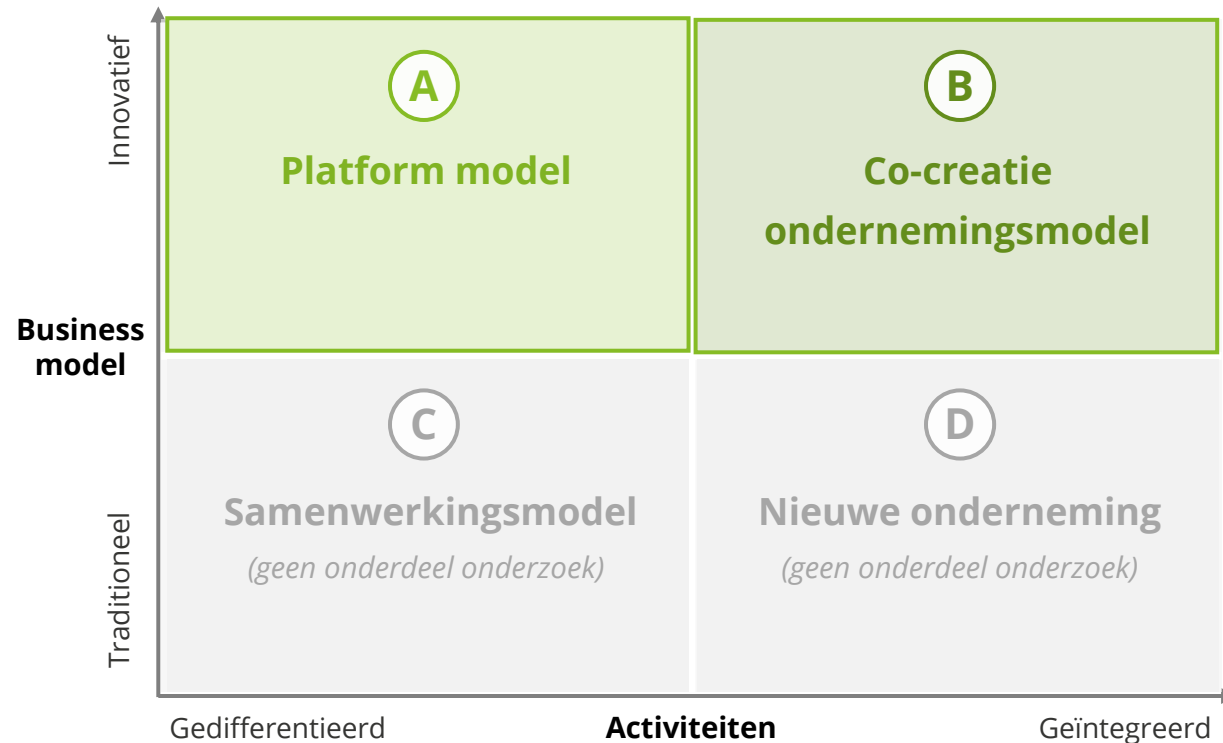 Innovatief
A
Platform model
B
Co-creatie
ondernemingsmodel
Business
model
C
Samenwerkingsmodel
(geen onderdeel onderzoek)
D
Nieuwe onderneming
(geen onderdeel onderzoek)
Traditioneel
Gedifferentieerd
Activiteiten
Geïntegreerd